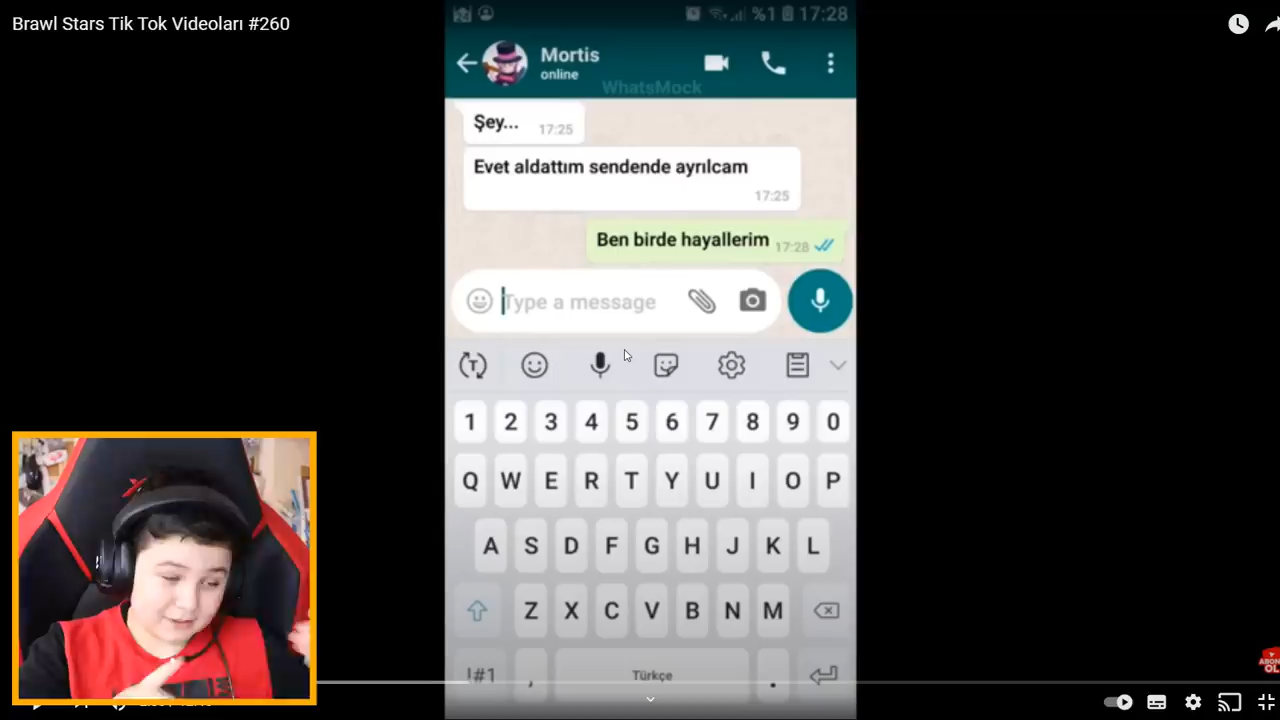 Brawl Stars Tik Tok Videoları #260
%1 17:28
Mortis
online
WhatsMock
Şey... 17:25
Evet aldattım sendende ayrılcam
17:25
Ben birde hayallerim 17:28
Type a message
1 2 3 4 5 6 7 8 9 0
Q W E R T Y U I O P
A S D F G H J K L
Z X C V B N M
!#1 , Türkçe .
ABONE
OL